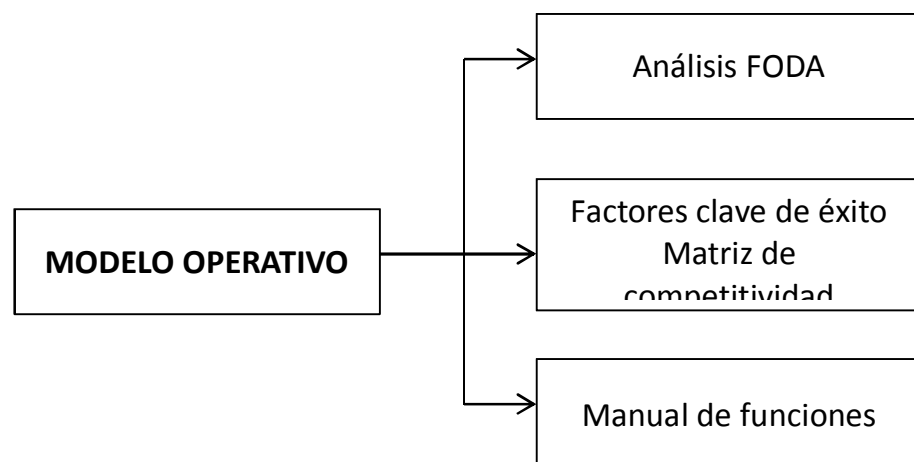 Análisis FODA
Factores clave de éxito
Matriz de
competitividad
MODELO OPERATIVO
Manual de funciones